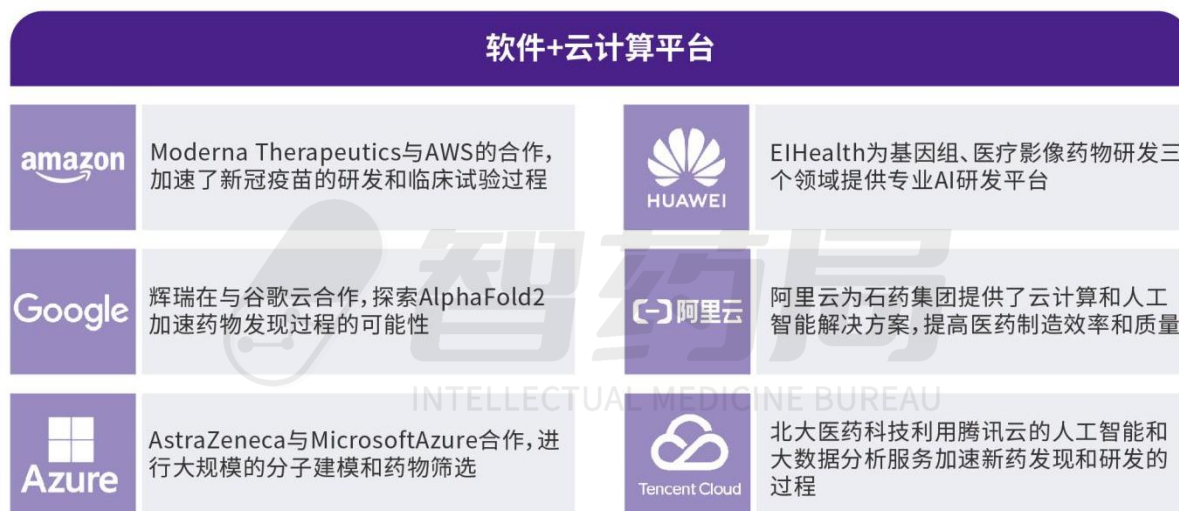 软件+云计算平台
amazon
Moderna Therapeutics与AWS的合作,
加速了新冠疫苗的研发和临床试验过程
HUAWEI
EIHealth为基因组、医疗影像药物研发三
个领域提供专业AI研发平台
Google
辉瑞在与谷歌云合作,探索AlphaFold2
加速药物发现过程的可能性
阿里云
阿里云为石药集团提供了云计算和人工
智能解决方案,提高医药制造效率和质量
智药局
INTELLECTUAL MEDICINE BUREAU
Azure
AstraZeneca与MicrosoftAzure合作,进
行大规模的分子建模和药物筛选
Tencent Cloud
北大医药科技利用腾讯云的人工智能和
大数据分析服务加速新药发现和研发的
过程